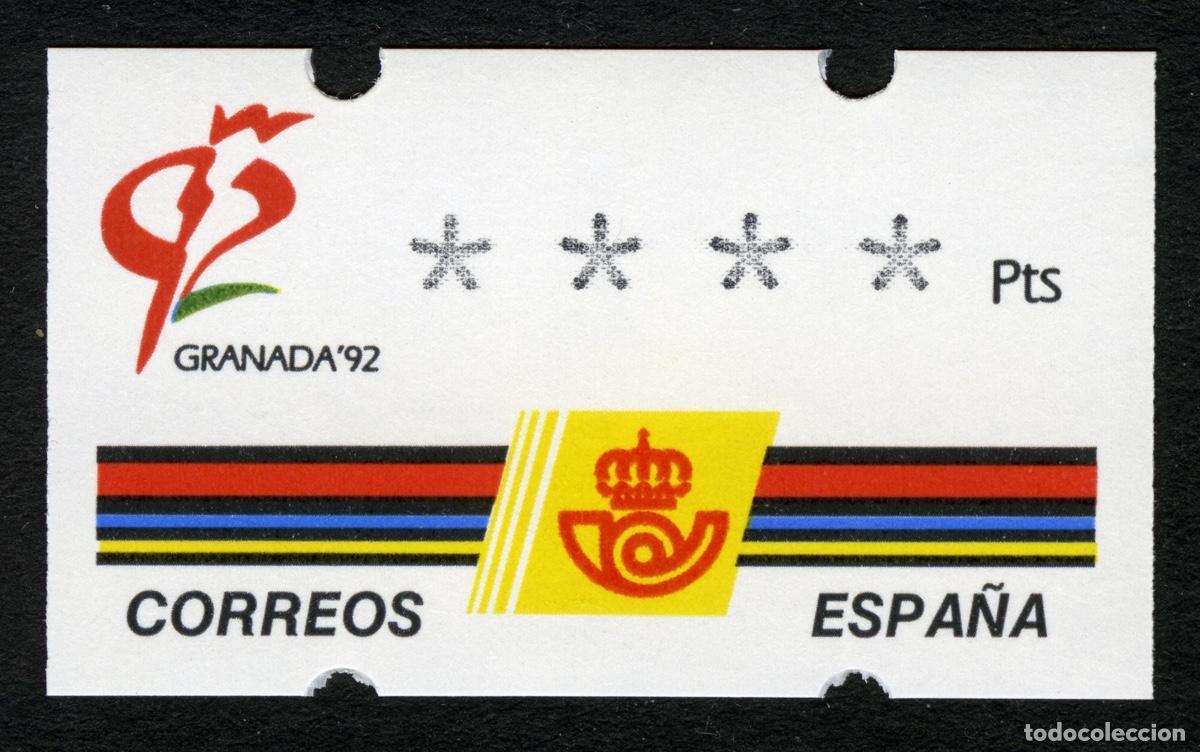 * * * * Pts
GRANADA'92
CORREOS ESPAÑA
todocoleccion